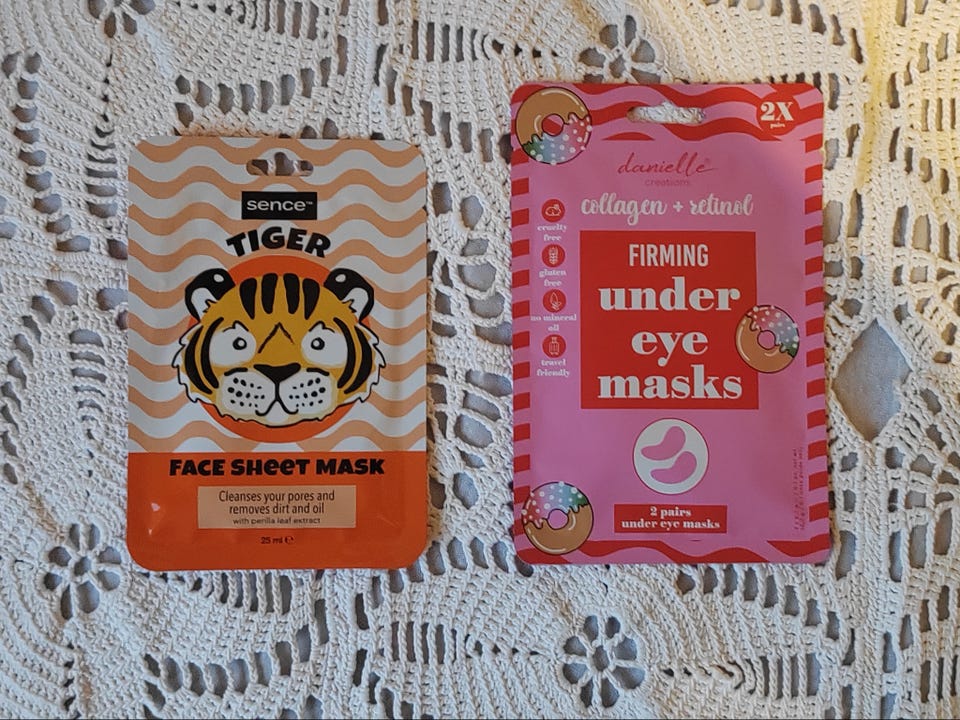 sence™
TIGER
FACE SHEET MASK
Cleanses your pores and
removes dirt and oil
with perilla leaf extract
25 ml ℮
2X
pairs
danielle®
creations
collagen + retinol
cruelty
free
gluten
free
no mineral
oil
travel
friendly
FIRMING
under
eye
masks
2 pairs
under eye masks